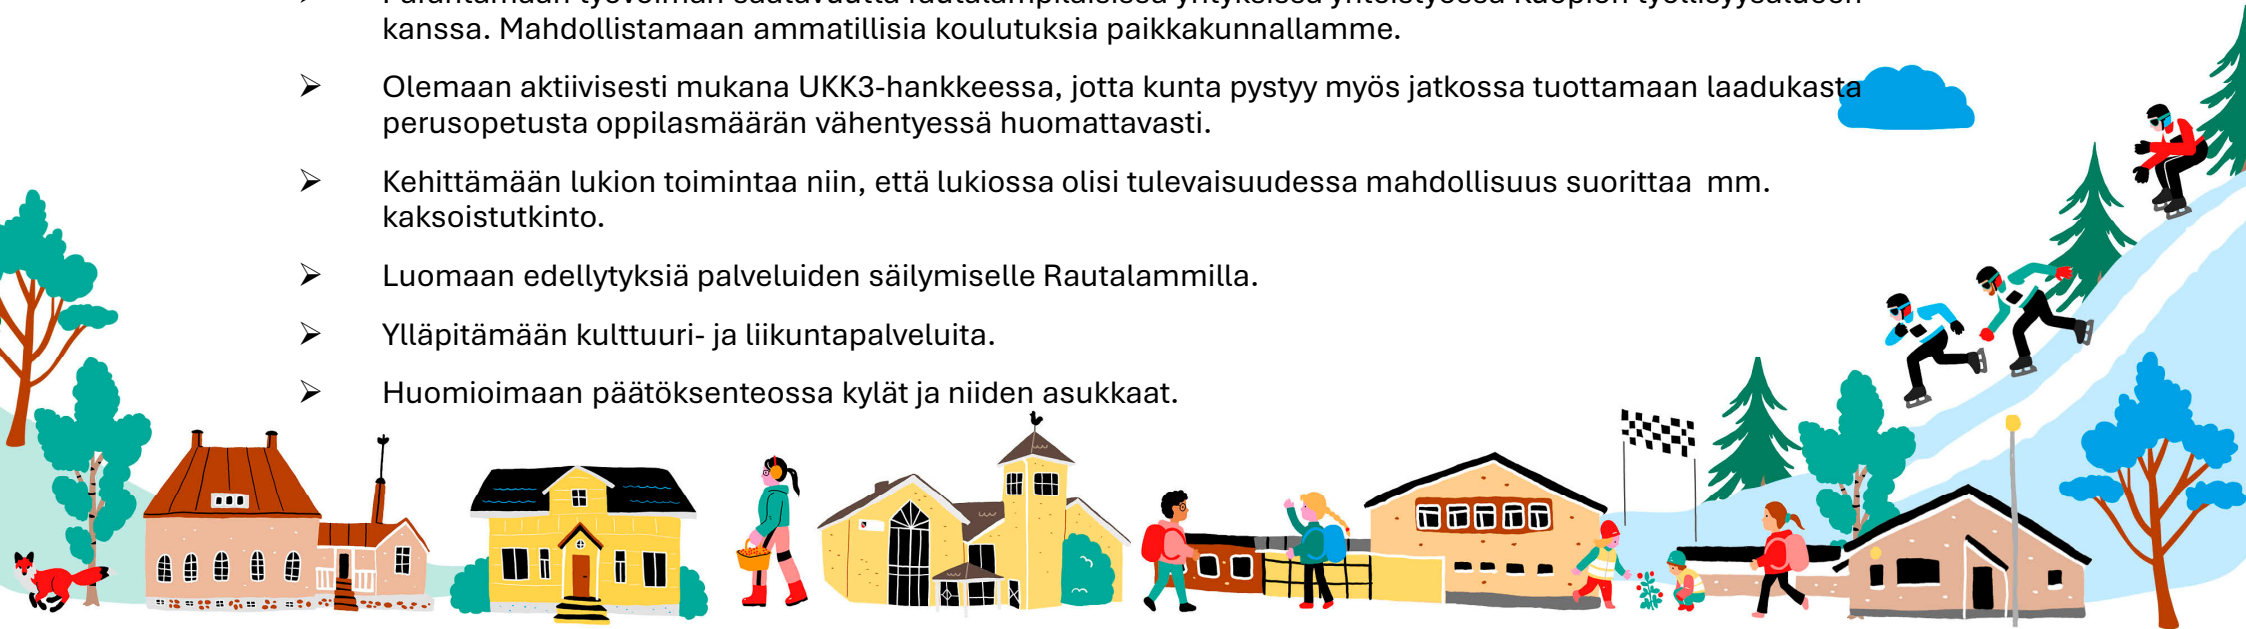 kanssa. Mahdollistamaan ammatillisia koulutuksia paikkakunnallamme.
➢ Olemaan aktiivisesti mukana UKK3-hankkeessa, jotta kunta pystyy myös jatkossa tuottamaan laadukasta
perusopetusta oppilasmäärän vähentyessä huomattavasti.
➢ Kehittämään lukion toimintaa niin, että lukiossa olisi tulevaisuudessa mahdollisuus suorittaa mm.
kaksoistutkinto.
➢ Luomaan edellytyksiä palveluiden säilymiselle Rautalammilla.
➢ Ylläpitämään kulttuuri- ja liikuntapalveluita.
➢ Huomioimaan päätöksenteossa kylät ja niiden asukkaat.